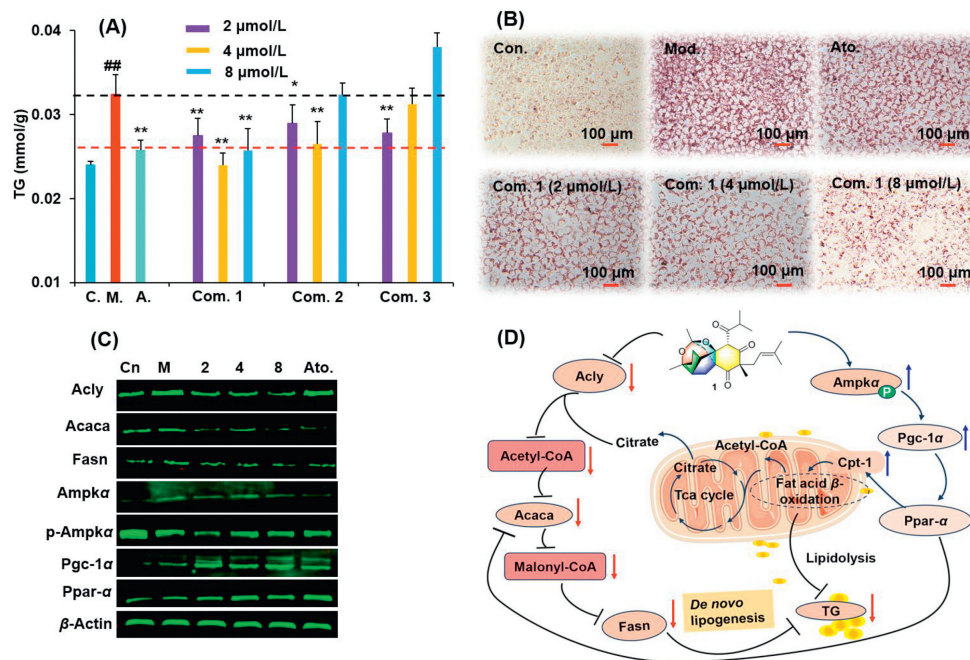 (A)
2 µmol/L
4 µmol/L
8 µmol/L
TG (mmol/g)
0.04
0.03
0.02
0.01
##
**
**
**
**
*
**
**
C. M. A. Com. 1 Com. 2 Com. 3
(B)
Con. Mod. Ato.
100 µm 100 µm 100 µm
Com. 1 (2 µmol/L) Com. 1 (4 µmol/L) Com. 1 (8 µmol/L)
100 µm 100 µm 100 µm
(C)
Cn M 2 4 8 Ato.
Acly
Acaca
Fasn
Ampkα
p-Ampkα
Pgc-1α
Ppar-α
β-Actin
(D)
O
O
O
O
O
1
Acly
Ampkα
P
Citrate
Acetyl-CoA
Pgc-1α
Acetyl-CoA
Citrate
Cpt-1
Tca cycle
Fat acid β-
oxidation
Acaca
Ppar-α
Malonyl-CoA
Lipidolysis
De novo
lipogenesis
TG
Fasn